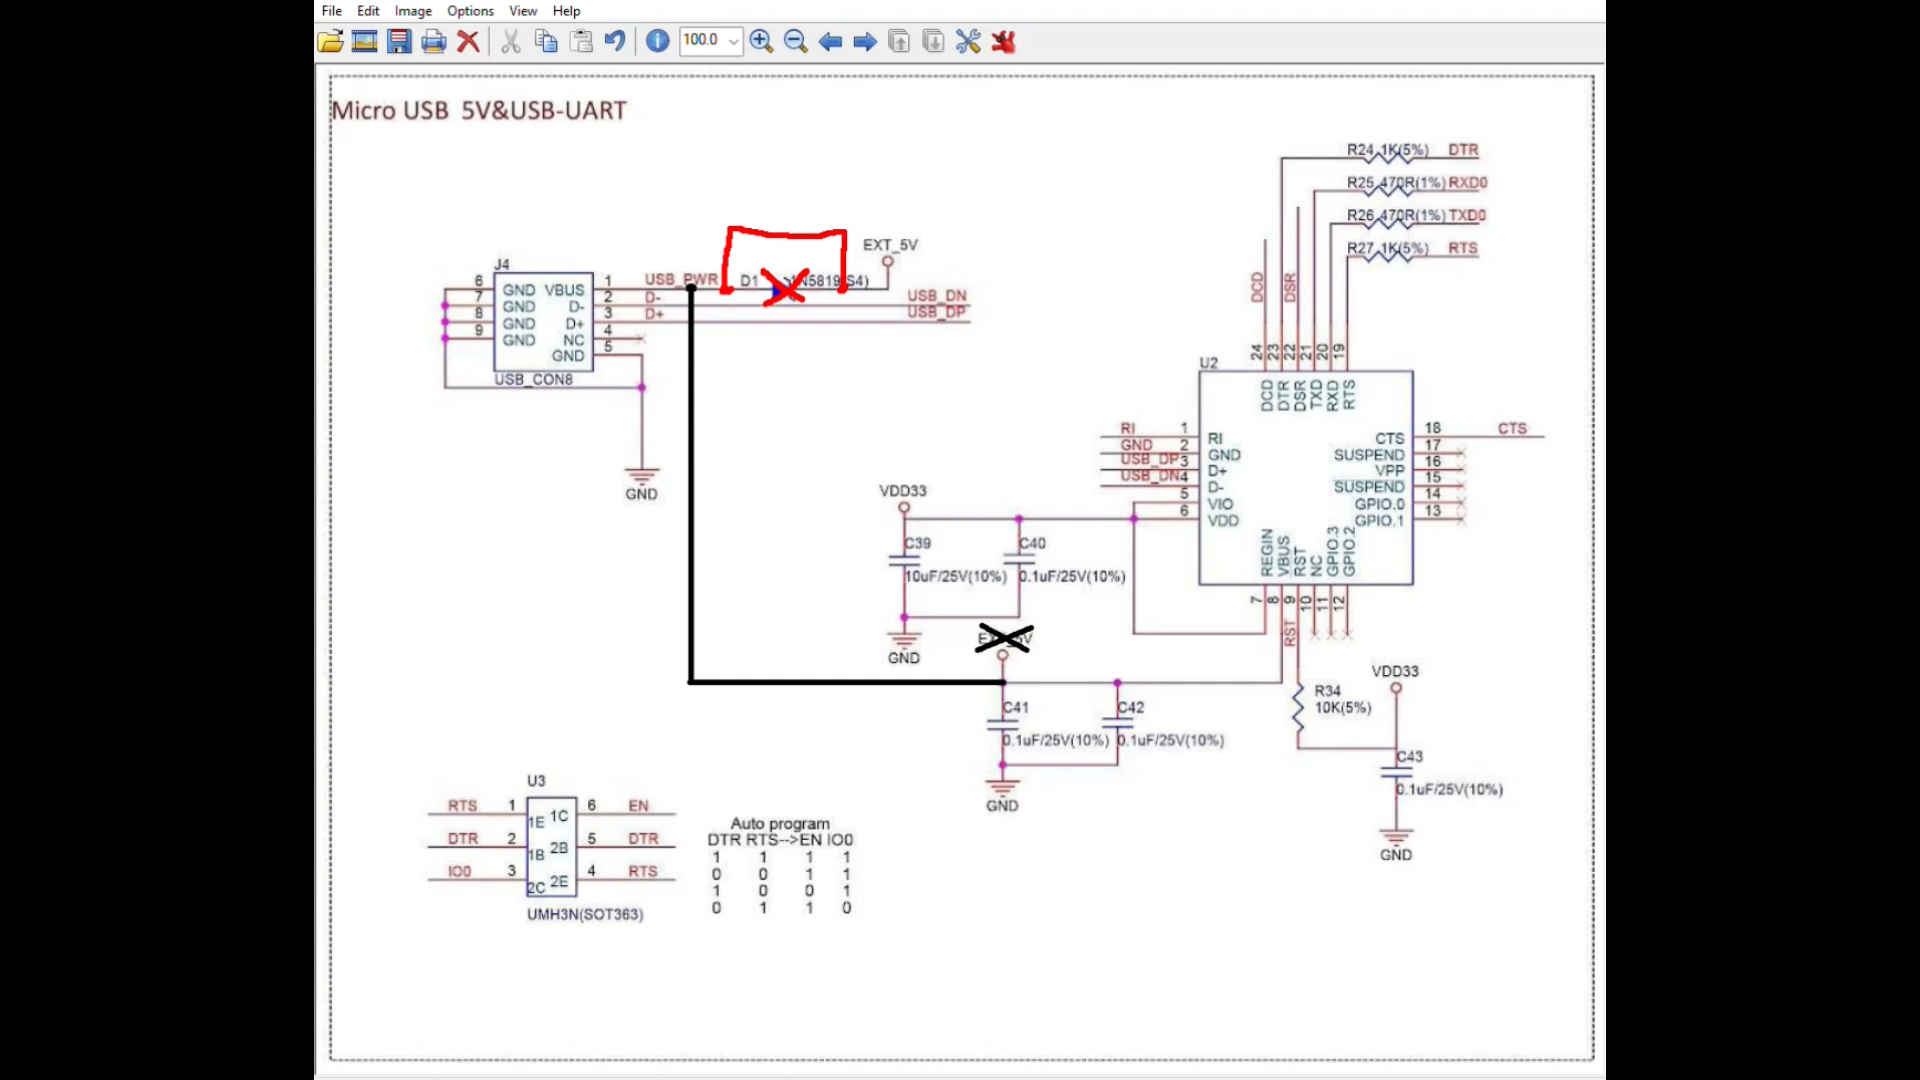 File Edit Image Options View Help
100.0
Micro USB 5V&USB-UART
R24 1K(5%) DTR
R25 470R(1%) RXD0
R26 470R(1%) TXD0
R27 1K(5%) RTS
EXT_5V
J4
USB_PWR D1
6 GND VBUS 1
7 GND D- 2 D- USB_DN
8 GND D+ 3 D+ USB_DP
9 GND NC 4
GND 5
USB_CON8
GND
DCD DSR
24 23 22 21 20 19
U2
DCD DTR DSR TXD RXD RTS
RI 1 RI CTS 18 CTS
GND 2 GND SUSPEND 17
USB_DP 3 D+ VPP 16
USB_DN 4 D- SUSPEND 15
5 VIO GPIO.0 14
6 VDD GPIO.1 13
REGIN VBUS RST NC GPIO.3 GPIO.2
7 8 9 10 11 12
RST
VDD33
C39 C40
10uF/25V(10%) 0.1uF/25V(10%)
GND
C41 C42
0.1uF/25V(10%) 0.1uF/25V(10%)
GND
VDD33
R34
10K(5%)
C43
0.1uF/25V(10%)
GND
U3
RTS 1 1E 1C 6 EN
DTR 2 1B 2B 5 DTR
IO0 3 2C 2E 4 RTS
UMH3N(SOT363)
Auto program
DTR RTS-->EN IO0
1 1 1 1
0 0 1 1
1 0 0 1
0 1 1 0